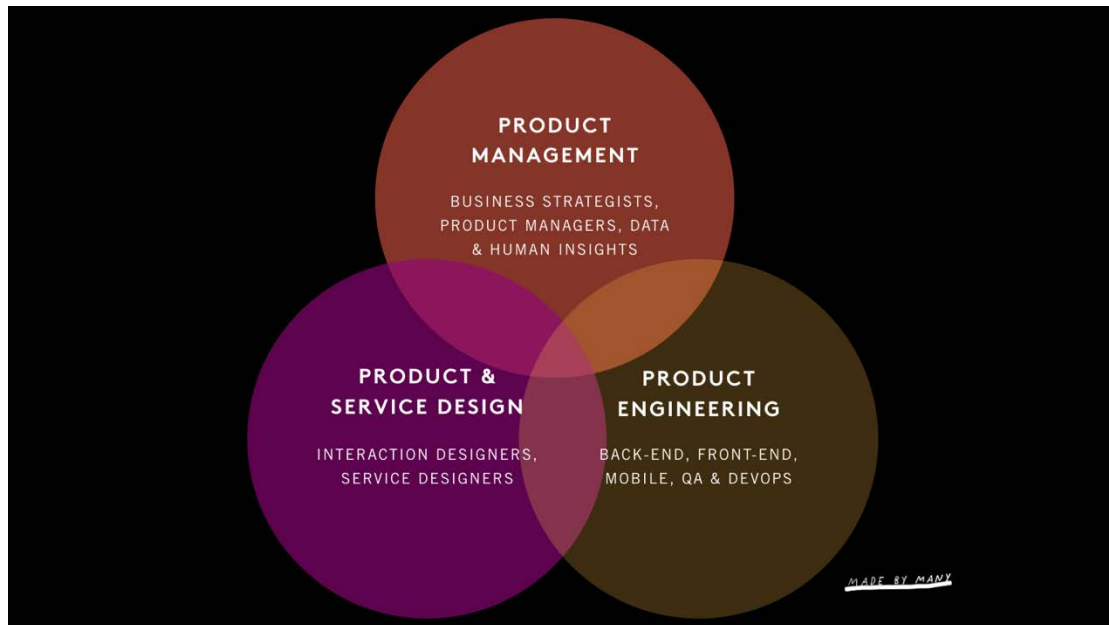 PRODUCT
MANAGEMENT
BUSINESS STRATEGISTS,
PRODUCT MANAGERS, DATA
& HUMAN INSIGHTS
PRODUCT &
SERVICE DESIGN
INTERACTION DESIGNERS,
SERVICE DESIGNERS
PRODUCT
ENGINEERING
BACK-END, FRONT-END,
MOBILE, QA & DEVOPS
MADE BY MANY